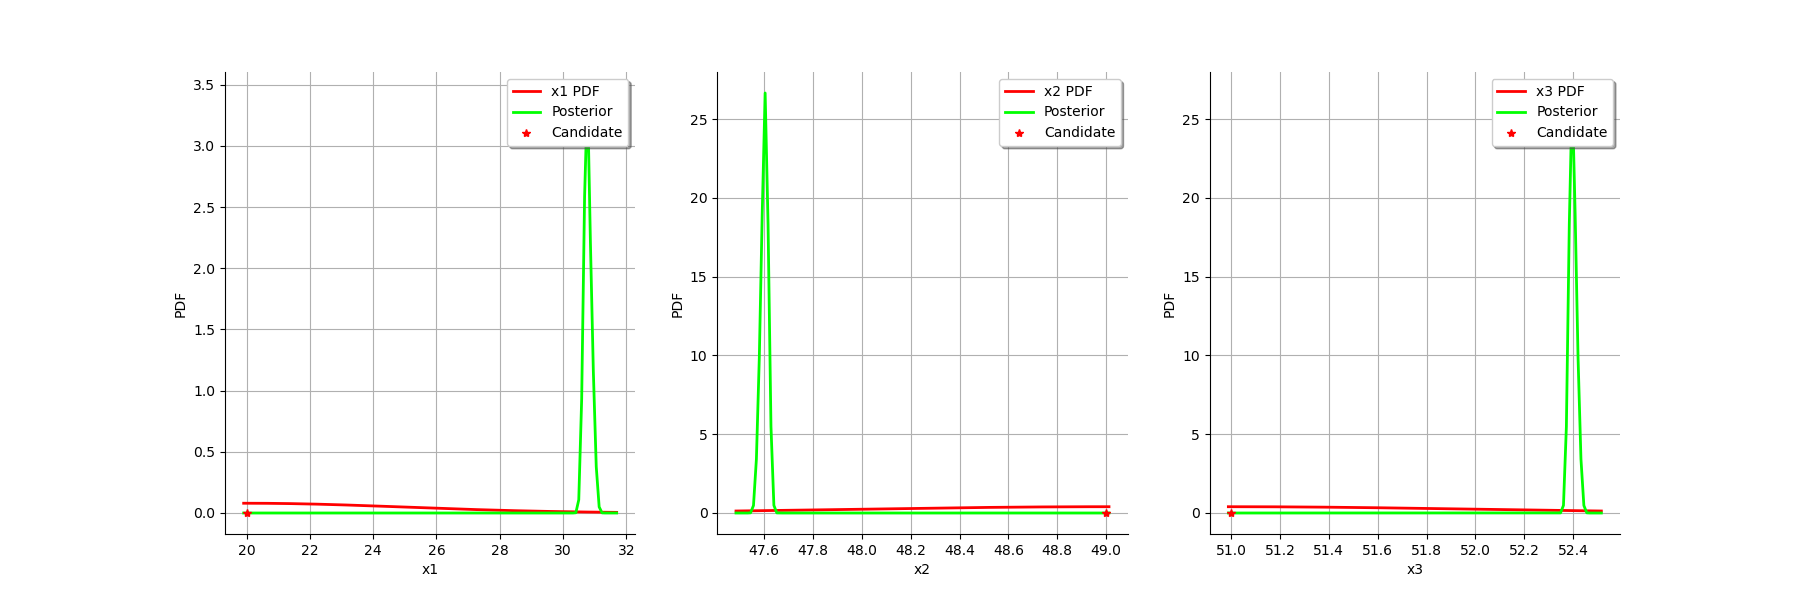 x1 PDF
Posterior
Candidate
3.5
3.0
2.5
2.0
1.5
1.0
0.5
0.0
PDF
20 22 24 26 28 30 32
x1
x2 PDF
Posterior
Candidate
25
20
15
10
5
0
PDF
47.6 47.8 48.0 48.2 48.4 48.6 48.8 49.0
x2
x3 PDF
Posterior
Candidate
25
20
15
10
5
0
PDF
51.0 51.2 51.4 51.6 51.8 52.0 52.2 52.4
x3